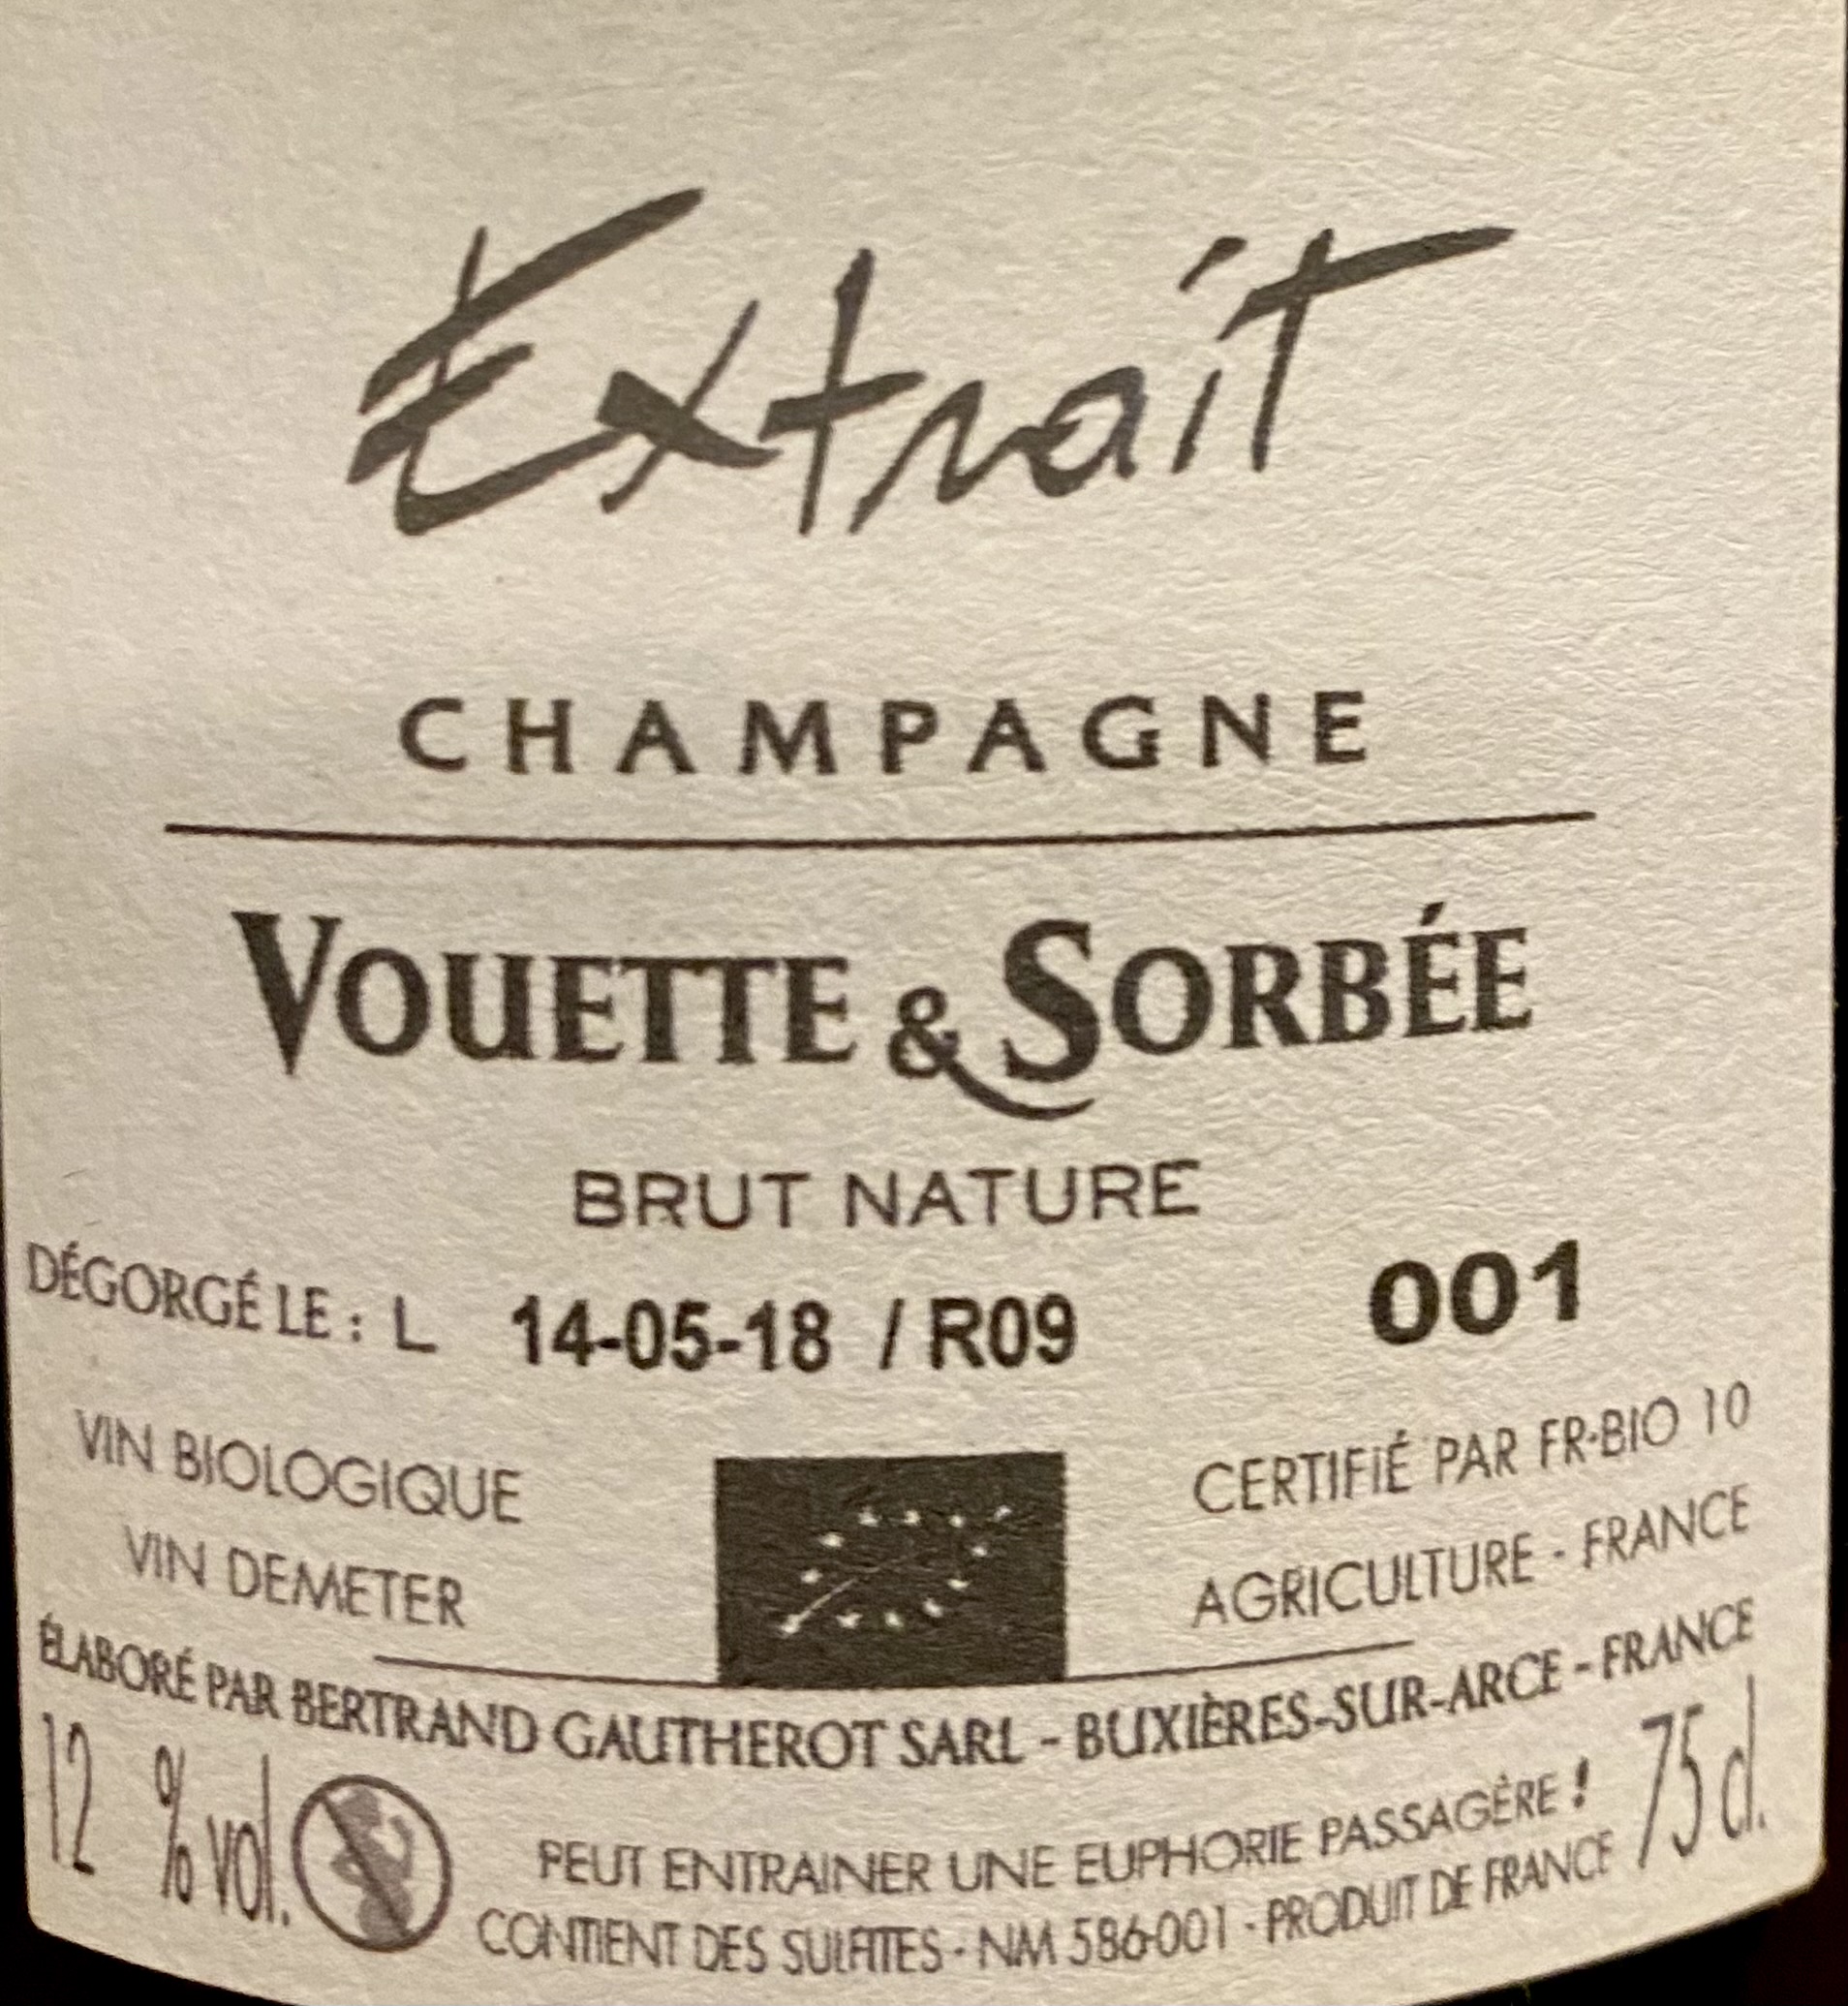 Extrait
CHAMPAGNE
VOUETTE & SORBÉE
BRUT NATURE
DÉGORGÉ LE : L 14-05-18 / R09 001
VIN BIOLOGIQUE
VIN DEMETER
CERTIFIÉ PAR FR-BIO 10
AGRICULTURE - FRANCE
ÉLABORÉ PAR BERTRAND GAUTHEROT SARL - BUXIÈRES-SUR-ARCE - FRANCE
12 % vol.
PEUT ENTRAINER UNE EUPHORIE PASSAGÈRE !
75 cl.
CONTIENT DES SULFITES - NM 586-001 - PRODUIT DE FRANCE